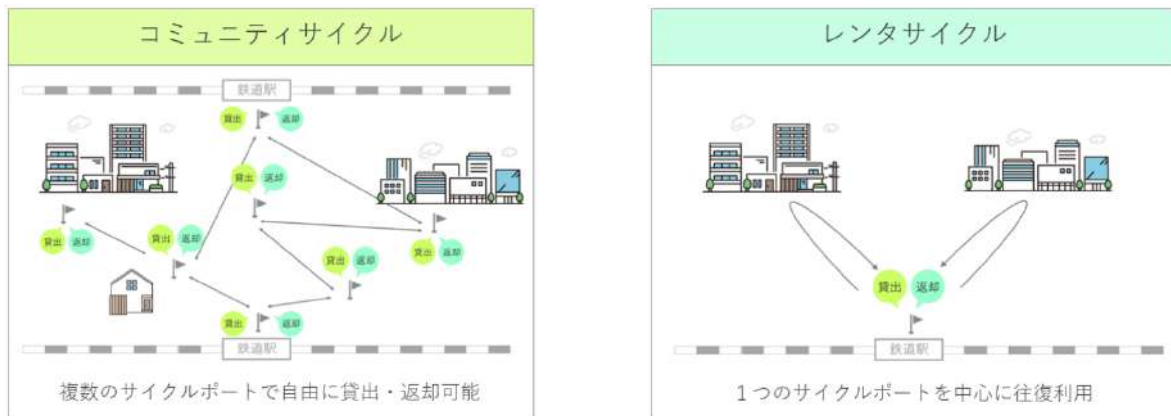 コミュニティサイクル
鉄道駅
貸出 返却
貸出 返却
貸出 返却
貸出 返却
貸出 返却
貸出 返却
貸出 返却
鉄道駅
複数のサイクルポートで自由に貸出・返却可能
レンタサイクル
貸出 返却
鉄道駅
1つのサイクルポートを中心に往復利用